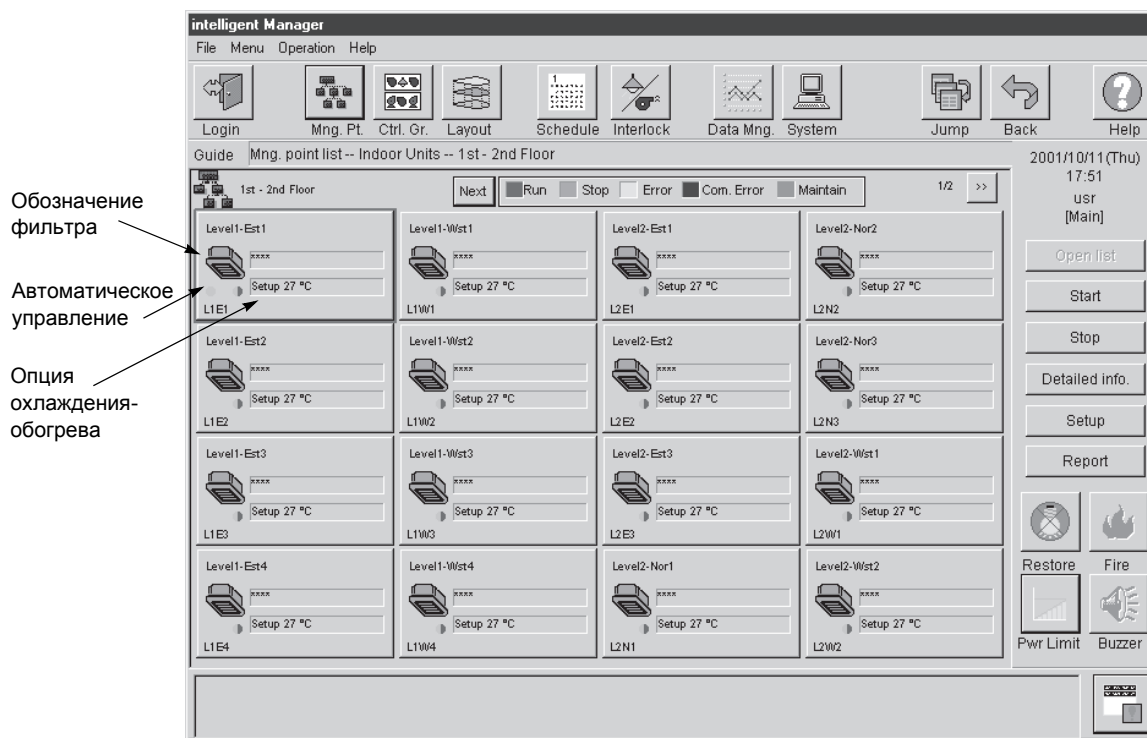 intelligent Manager
File Menu Operation Help
Login Mng. Pt. Ctrl. Gr. Layout Schedule Interlock Data Mng. System Jump Back Help
Guide Mng. point list -- Indoor Units -- 1st - 2nd Floor
2001/10/11(Thu)
17:51
usr
[Main]
1st - 2nd Floor Next Run Stop Error Com. Error Maintain 1/2 >>
Обозначение
фильтра
Автоматическое
управление
Опция
охлаждения-
обогрева
Level1-Est1 Level1-Wst1 Level2-Est1 Level2-Nor2
**** **** **** ****
Setup 27 °C Setup 27 °C Setup 27 °C Setup 27 °C
L1E1 L1W1 L2E1 L2N2
Level1-Est2 Level1-Wst2 Level2-Est2 Level2-Nor3
**** **** **** ****
Setup 27 °C Setup 27 °C Setup 27 °C Setup 27 °C
L1E2 L1W2 L2E2 L2N3
Level1-Est3 Level1-Wst3 Level2-Est3 Level2-Wst1
**** **** **** ****
Setup 27 °C Setup 27 °C Setup 27 °C Setup 27 °C
L1E3 L1W3 L2E3 L2W1
Level1-Est4 Level1-Wst4 Level2-Nor1 Level2-Wst2
**** **** **** ****
Setup 27 °C Setup 27 °C Setup 27 °C Setup 27 °C
L1E4 L1W4 L2N1 L2W2
Open list
Start
Stop
Detailed info.
Setup
Report
Restore Fire
Pwr Limit Buzzer